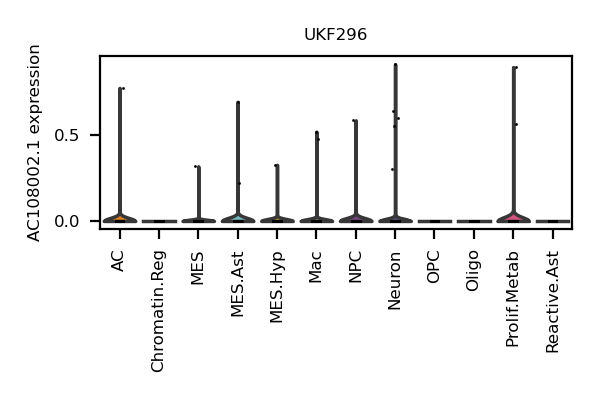 UKF296
AC108002.1 expression
0.5
0.0
AC
Chromatin.Reg
MES
MES.Ast
MES.Hyp
Mac
NPC
Neuron
OPC
Oligo
Prolif.Metab
Reactive.Ast